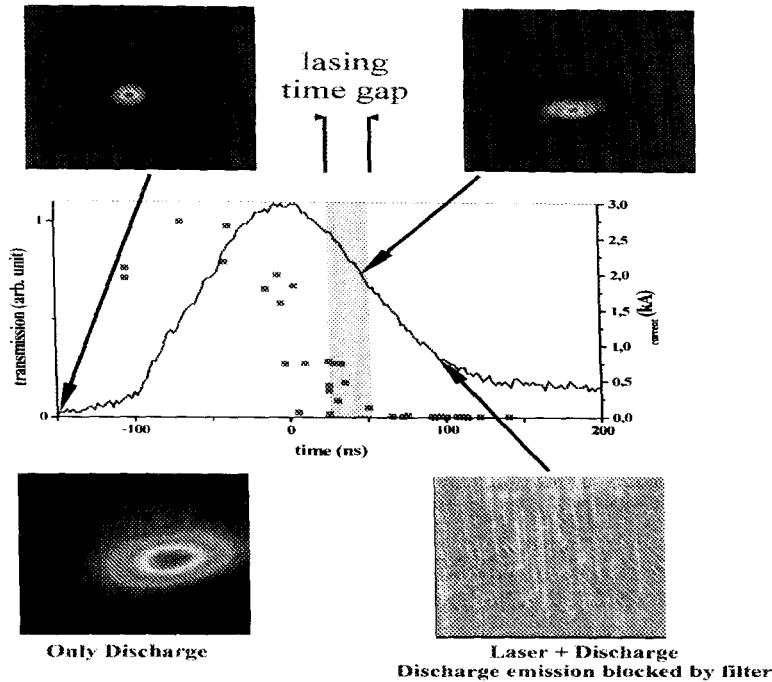 lasing
time gap
transmission (arb. unit)
1
0
-100
0
100
200
time (ns)
3,0
2,5
2,0
1,5
1,0
0,5
0,0
current (kA)
Only Discharge
Laser + Discharge
Discharge emission blocked by filter